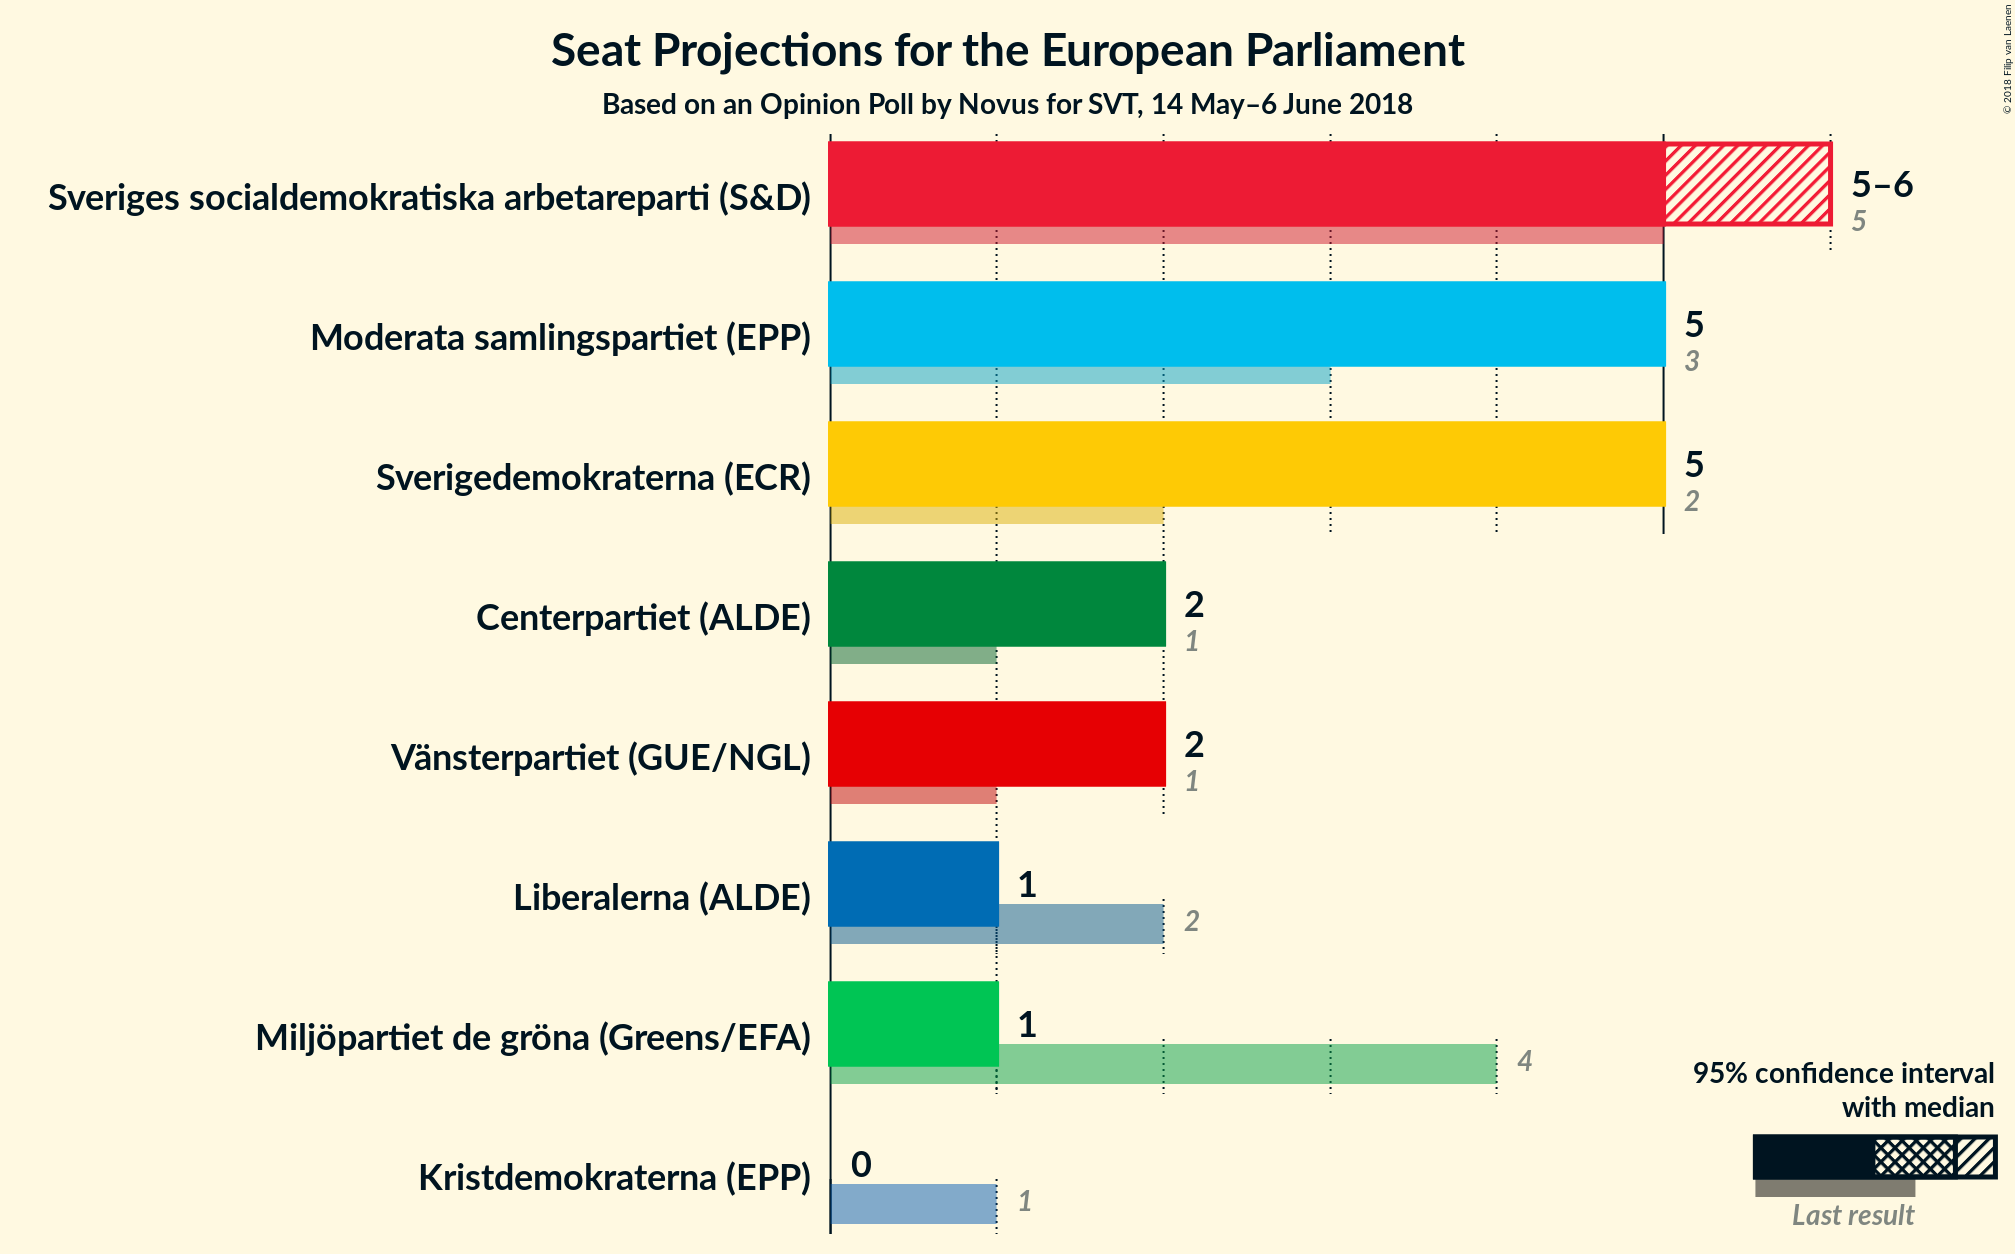 Seat Projections for the European Parliament
Based on an Opinion Poll by Novus for SVT, 14 May–6 June 2018
© 2018 Filip van Laenen
Sveriges socialdemokratiska arbetareparti (S&D)
5–6
5
Moderata samlingspartiet (EPP)
5
3
Sverigedemokraterna (ECR)
5
2
Centerpartiet (ALDE)
2
1
Vänsterpartiet (GUE/NGL)
2
1
Liberalerna (ALDE)
1
2
Miljöpartiet de gröna (Greens/EFA)
1
4
Kristdemokraterna (EPP)
0
1
95% confidence interval
with median
Last result